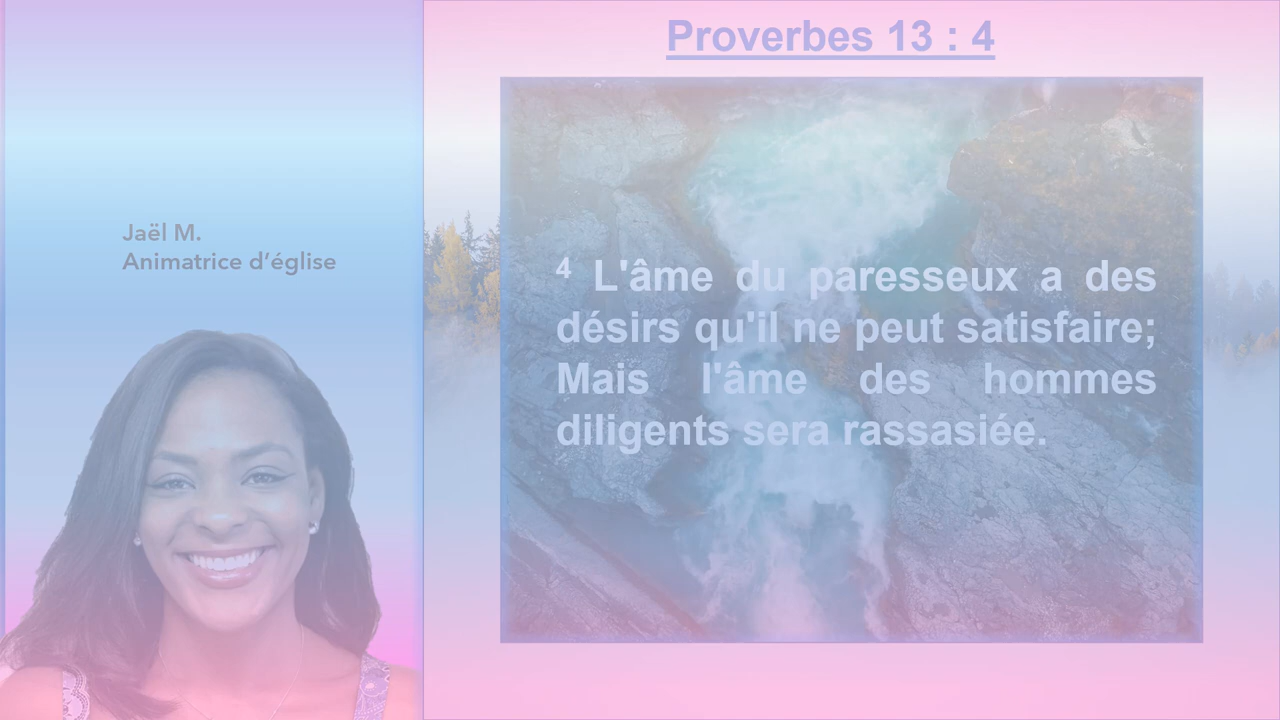 Proverbes 13 : 4
Jaël M.
Animatrice d’église
4 L'âme du paresseux a des
désirs qu'il ne peut satisfaire;
Mais l'âme des hommes
diligents sera rassasiée.